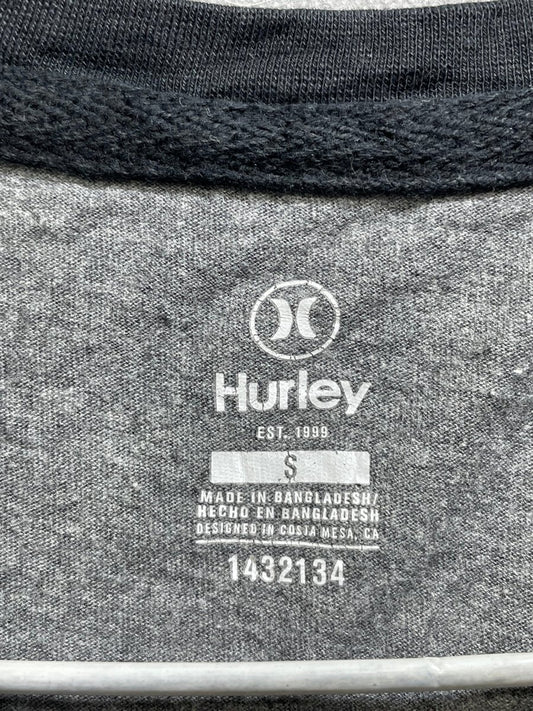 Hurley
EST. 1999
S
MADE IN BANGLADESH/
HECHO EN BANGLADESH
DESIGNED IN COSTA MESA, CA
1432134